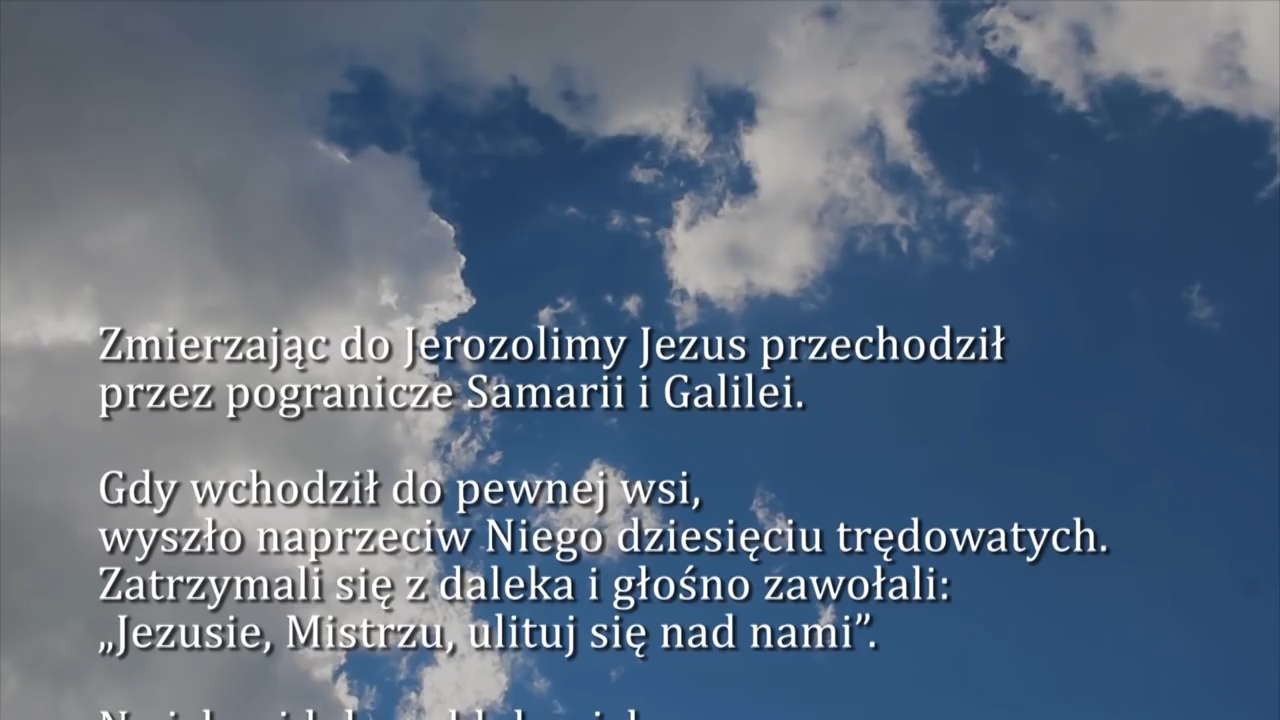 Zmierzając do Jerozolimy Jezus przechodził
przez pogranicze Samarii i Galilei.
Gdy wchodził do pewnej wsi,
wyszło naprzeciw Niego dziesięciu trędowatych.
Zatrzymali się z daleka i głośno zawołali:
„Jezusie, Mistrzu, ulituj się nad nami”.